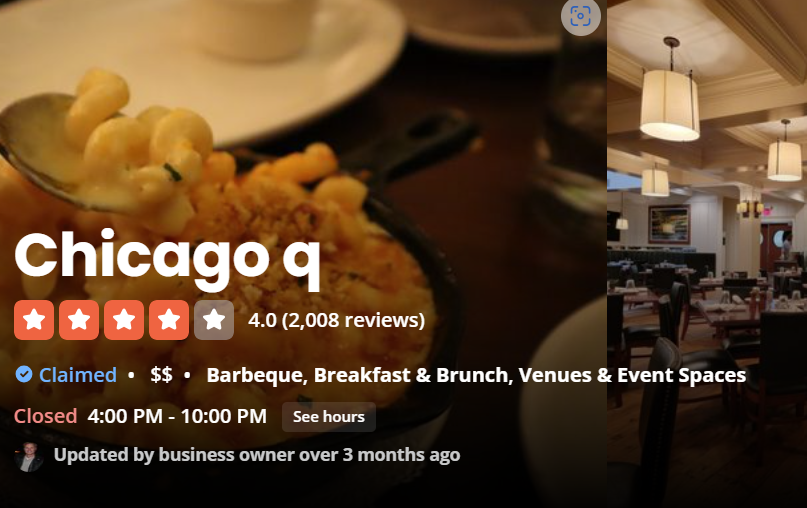 Chicago q
4.0 (2,008 reviews)
Claimed • $$ • Barbeque, Breakfast & Brunch, Venues & Event Spaces
Closed 4:00 PM - 10:00 PM See hours
Updated by business owner over 3 months ago